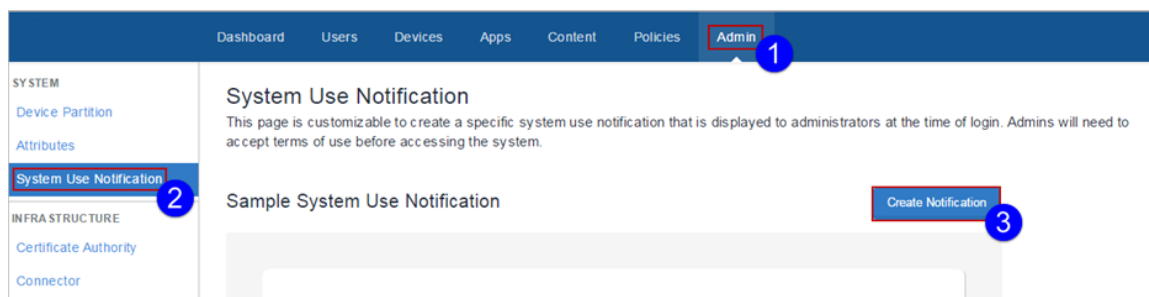 Dashboard Users Devices Apps Content Policies Admin
1
SYSTEM
Device Partition
Attributes
System Use Notification
2
INFRASTRUCTURE
Certificate Authority
Connector
System Use Notification
This page is customizable to create a specific system use notification that is displayed to administrators at the time of login. Admins will need to
accept terms of use before accessing the system.
Sample System Use Notification
Create Notification
3